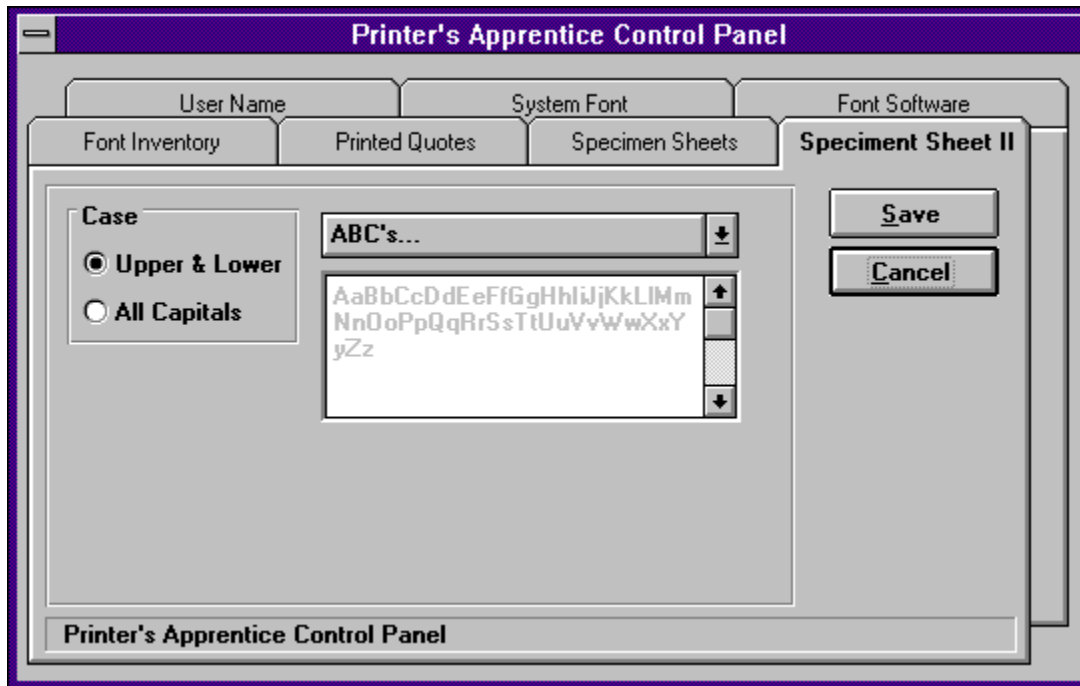 Printer's Apprentice Control Panel
User Name
System Font
Font Software
Font Inventory
Printed Quotes
Specimen Sheets
Speciment Sheet II
Case
Upper & Lower
All Capitals
ABC's...
AaBbCcDdEeFfGgHhIiJjKkLlMm
NnOoPpQqRrSsTtUuVvWwXxY
yZz
Save
Cancel
Printer's Apprentice Control Panel